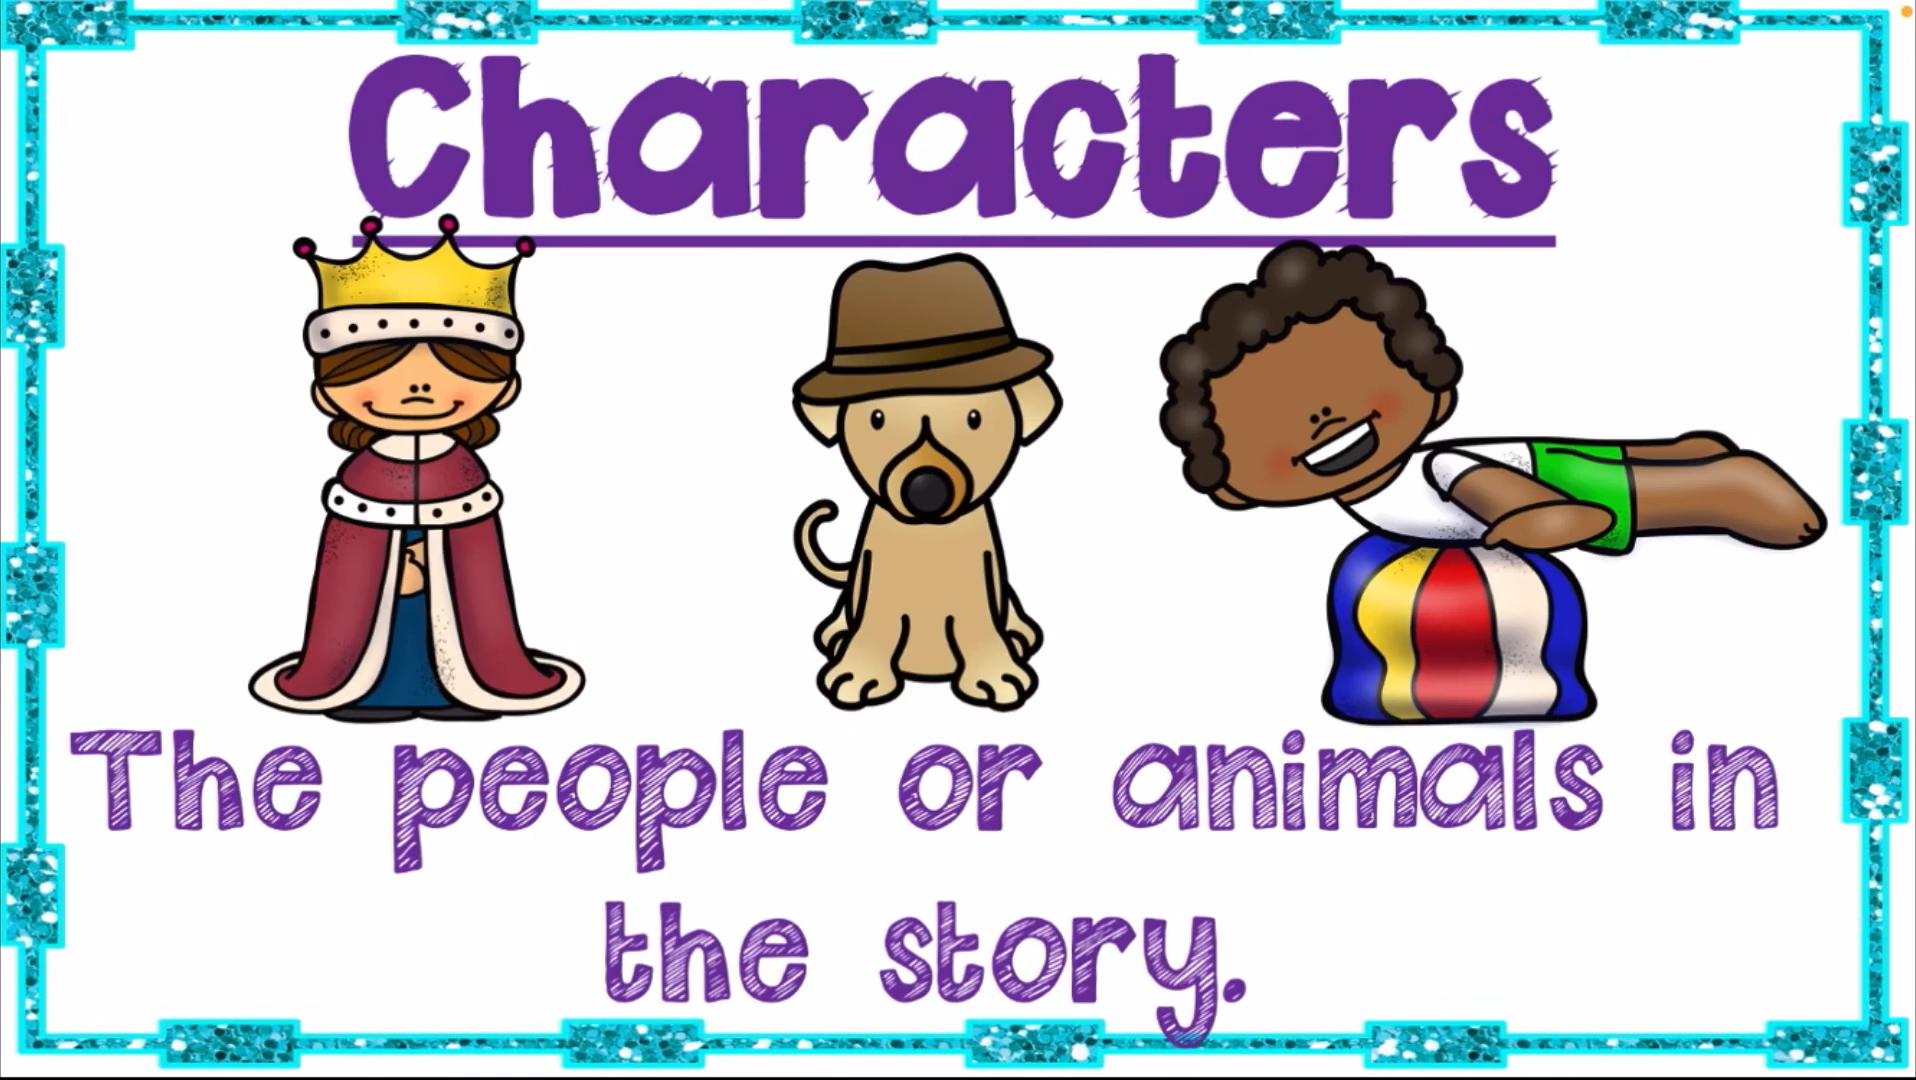 Characters
The people or animals in
the story.